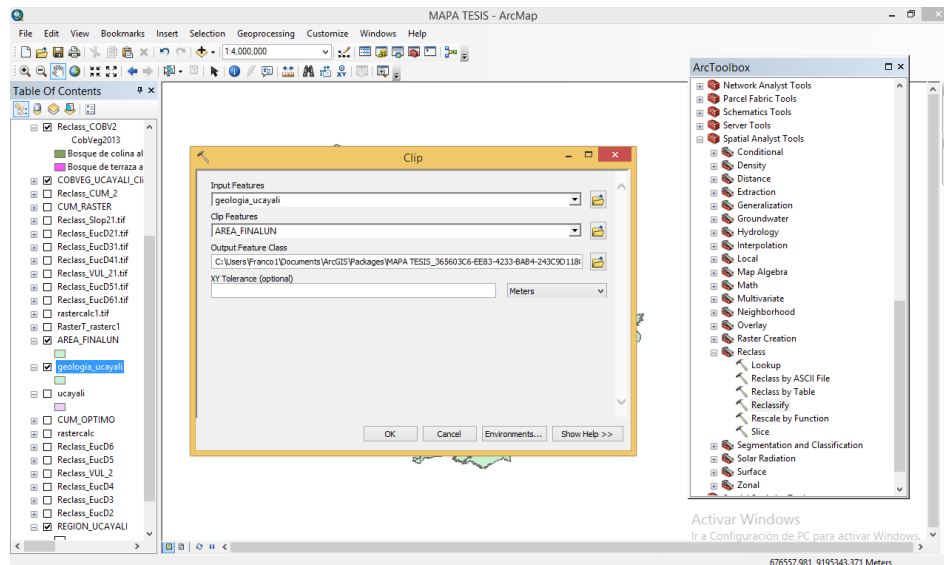 MAPA TESIS - ArcMap
File Edit View Bookmarks Insert Selection Geoprocessing Customize Windows Help
1:4,000,000
Table Of Contents
Reclass_COBV2
CobVeg2013
Bosque de colina al
Bosque de terraza a
COBVEG_UCAYALI_Cli
Reclass_CUM_2
CUM_RASTER
Reclass_Slop21.tif
Reclass_EucD21.tif
Reclass_EucD31.tif
Reclass_EucD41.tif
Reclass_VUL_21.tif
Reclass_EucD51.tif
Reclass_EucD61.tif
rastercalc1.tif
RasterT_rasterc1
AREA_FINALUN
geologia_ucayali
ucayali
CUM_OPTIMO
rastercalc
Reclass_EucD6
Reclass_EucD5
Reclass_VUL_2
Reclass_EucD4
Reclass_EucD3
Reclass_EucD2
REGION_UCAYALI
Clip
Input Features
geologia_ucayali
Clip Features
AREA_FINALUN
Output Feature Class
C:\Users\Franco1\Documents\ArcGIS\Packages\MAPA TESIS_365603C6-EE83-4233-BAB4-243C9D118
XY Tolerance (optional)
Meters
OK Cancel Environments... Show Help >>
ArcToolbox
Network Analyst Tools
Parcel Fabric Tools
Schematics Tools
Server Tools
Spatial Analyst Tools
Conditional
Density
Distance
Extraction
Generalization
Groundwater
Hydrology
Interpolation
Local
Map Algebra
Math
Multivariate
Neighborhood
Overlay
Raster Creation
Reclass
Lookup
Reclass by ASCII File
Reclass by Table
Reclassify
Rescale by Function
Slice
Segmentation and Classification
Solar Radiation
Surface
Zonal
Activar Windows
Ir a Configuración de PC para activar Windows.
676557.981 9195343.371 Meters